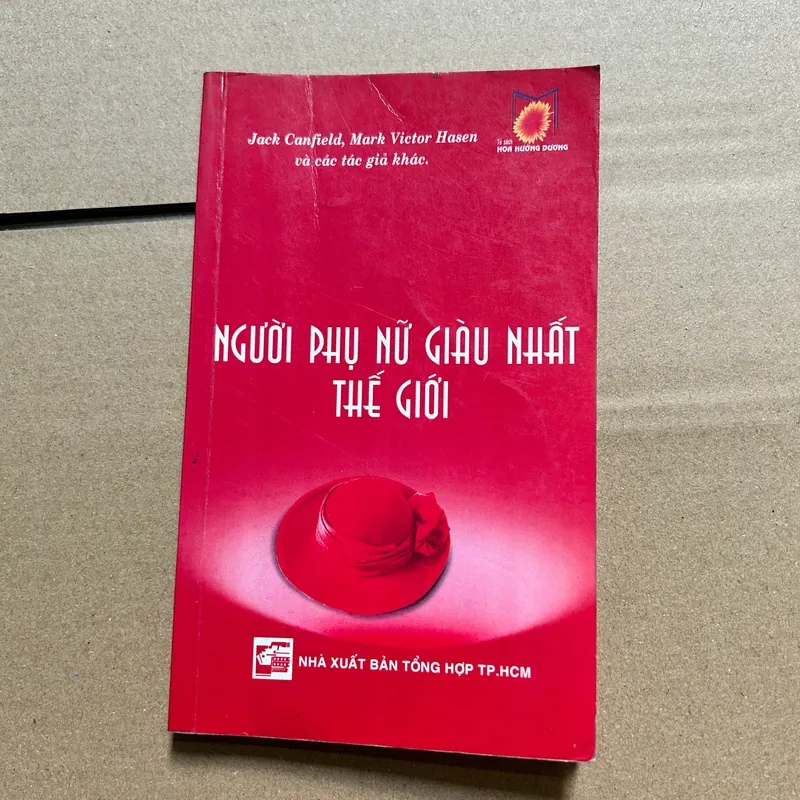 Jack Canfield, Mark Victor Hasen
và các tác giả khác.
Tủ sách
HOA HƯỚNG DƯƠNG
NGƯỜI PHỤ NỮ GIÀU NHẤT
THẾ GIỚI
NHÀ XUẤT BẢN TỔNG HỢP TP.HCM